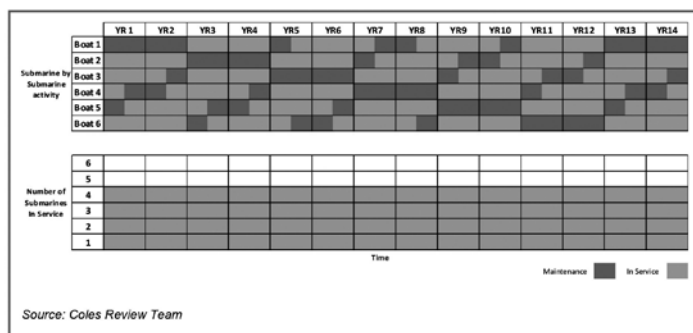 YR 1 YR2 YR3 YR4 YR5 YR6 YR7 YR8 YR9 YR10 YR11 YR12 YR13 YR14
Boat 1
Boat 2
Submarine by Submarine activity
Boat 3
Boat 4
Boat 5
Boat 6
6
5
Number of Submarines In Service
4
3
2
1
Time
Maintenance In Service
Source: Coles Review Team